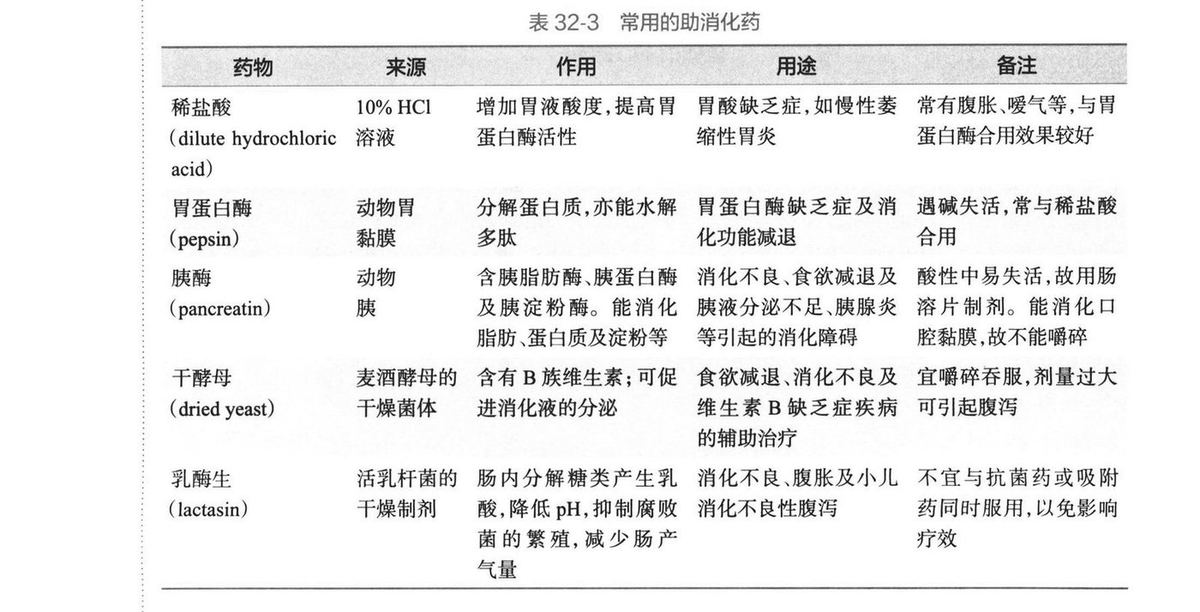 表 32-3 常用的助消化药
药物 来源 作用 用途 备注
稀盐酸 10% HCl 增加胃液酸度,提高胃 胃酸缺乏症,如慢性萎 常有腹胀、嗳气等,与胃
(dilute hydrochloric 溶液 蛋白酶活性 缩性胃炎 蛋白酶合用效果较好
acid)
胃蛋白酶 动物胃 分解蛋白质,亦能水解 胃蛋白酶缺乏症及消 遇碱失活,常与稀盐酸
(pepsin) 黏膜 多肽 化功能减退 合用
胰酶 动物 含胰脂肪酶、胰蛋白酶 消化不良、食欲减退及 酸性中易失活,故用肠
(pancreatin) 胰 及胰淀粉酶。能消化 胰液分泌不足、胰腺炎 溶片制剂。能消化口
脂肪、蛋白质及淀粉等 等引起的消化障碍 腔黏膜,故不能嚼碎
干酵母 麦酒酵母的 含有 B 族维生素;可促 食欲减退、消化不良及 宜嚼碎吞服,剂量过大
(dried yeast) 干燥菌体 进消化液的分泌 维生素 B 缺乏症疾病 可引起腹泻
的辅助治疗
乳酶生 活乳杆菌的 肠内分解糖类产生乳 消化不良、腹胀及小儿 不宜与抗菌药或吸附
(lactasin) 干燥制剂 酸,降低 pH,抑制腐败 消化不良性腹泻 药同时服用,以免影响
菌的繁殖,减少肠产 疗效
气量